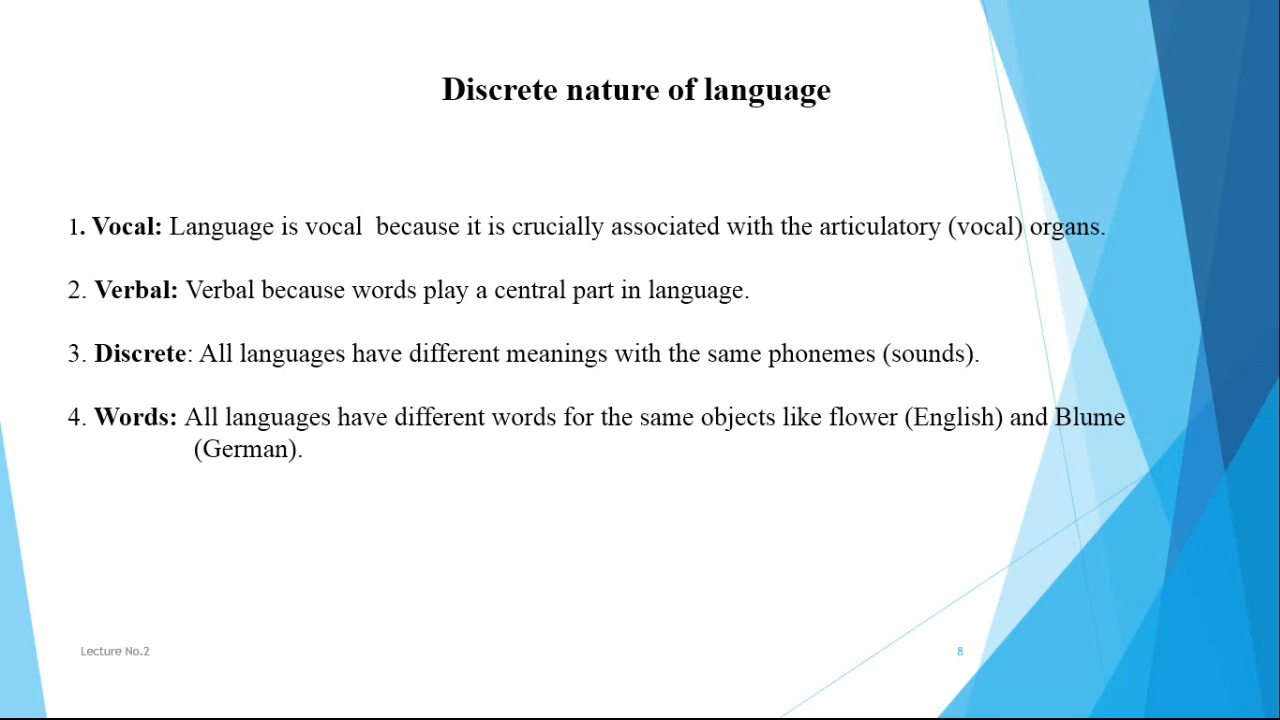 Discrete nature of language
1. Vocal: Language is vocal  because it is crucially associated with the articulatory (vocal) organs.
2. Verbal: Verbal because words play a central part in language.
3. Discrete: All languages have different meanings with the same phonemes (sounds).
4. Words: All languages have different words for the same objects like flower (English) and Blume
(German).
Lecture No.2
8